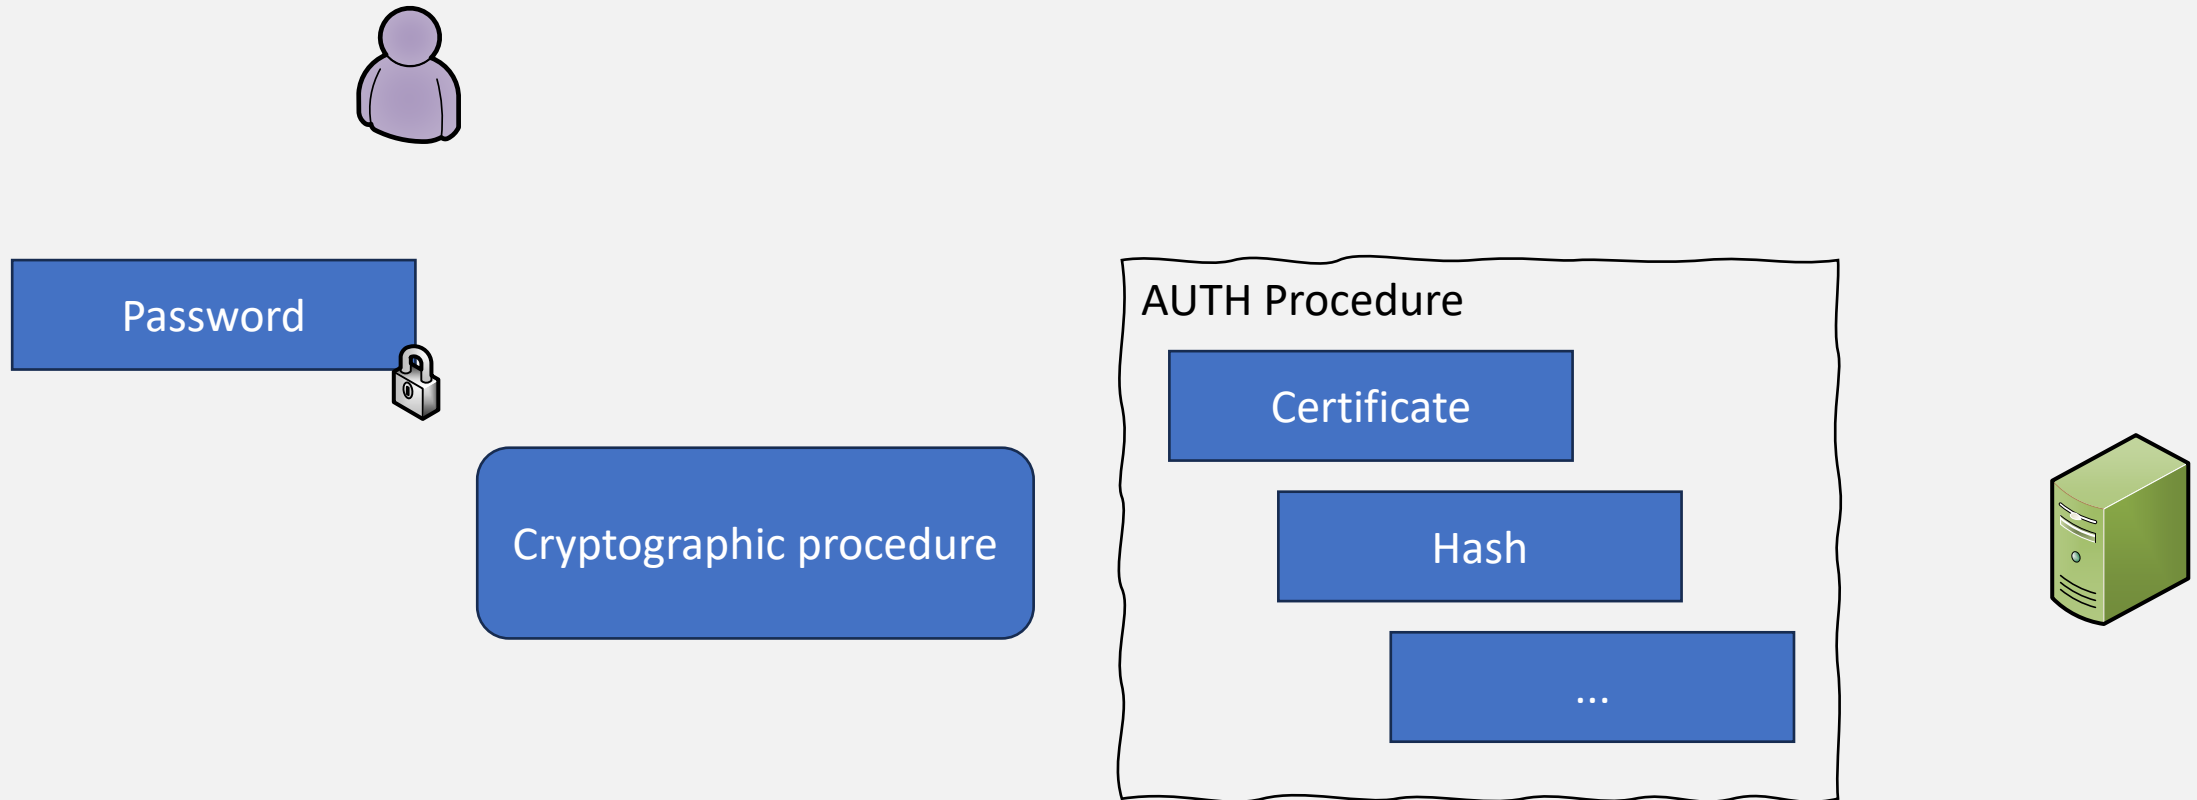 Password
AUTH Procedure
Certificate
Cryptographic procedure
Hash
...